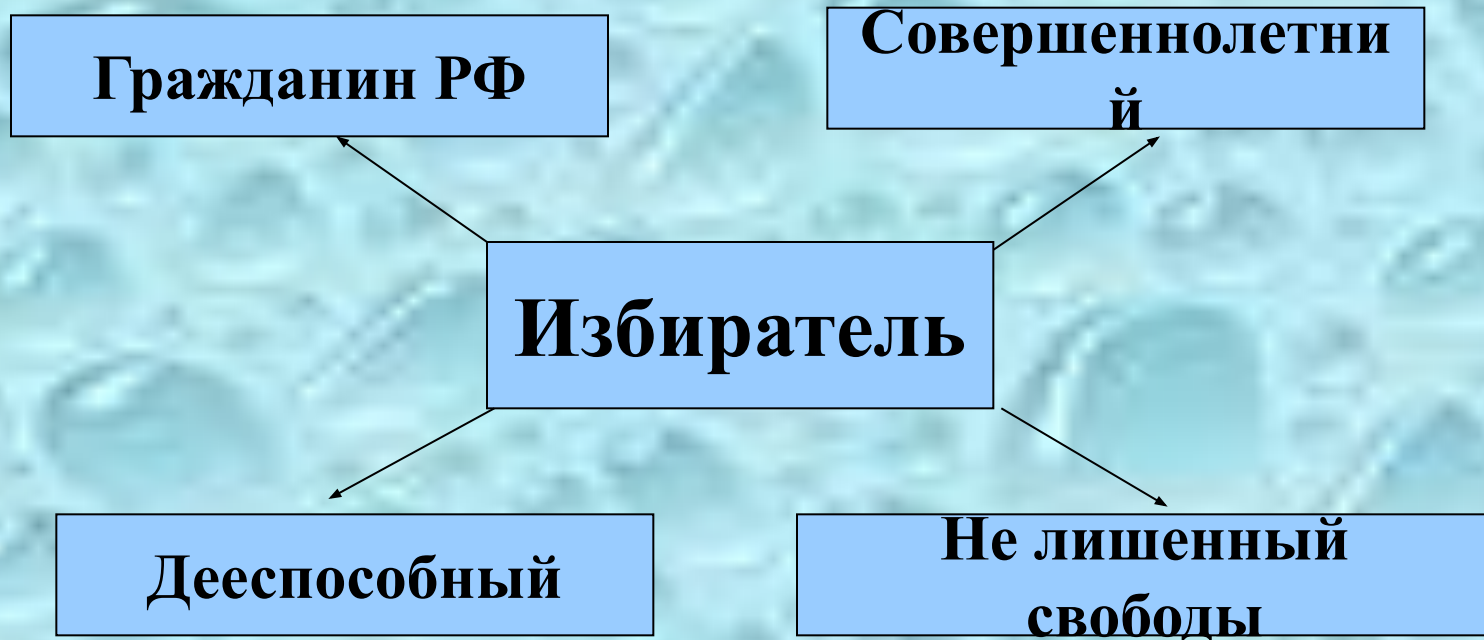 Гражданин РФ
Совершеннолетни
й
Избиратель
Дееспособный
Не лишенный
свободы